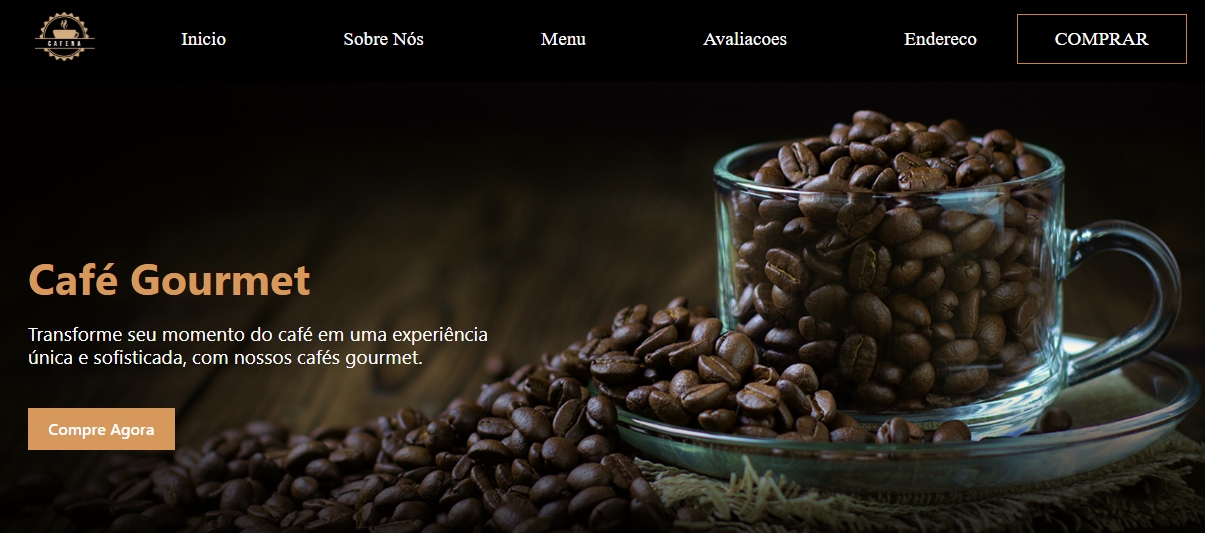 CAFENA
Inicio
Sobre Nós
Menu
Avaliacoes
Endereco
COMPRAR
Café Gourmet
Transforme seu momento do café em uma experiência
única e sofisticada, com nossos cafés gourmet.
Compre Agora